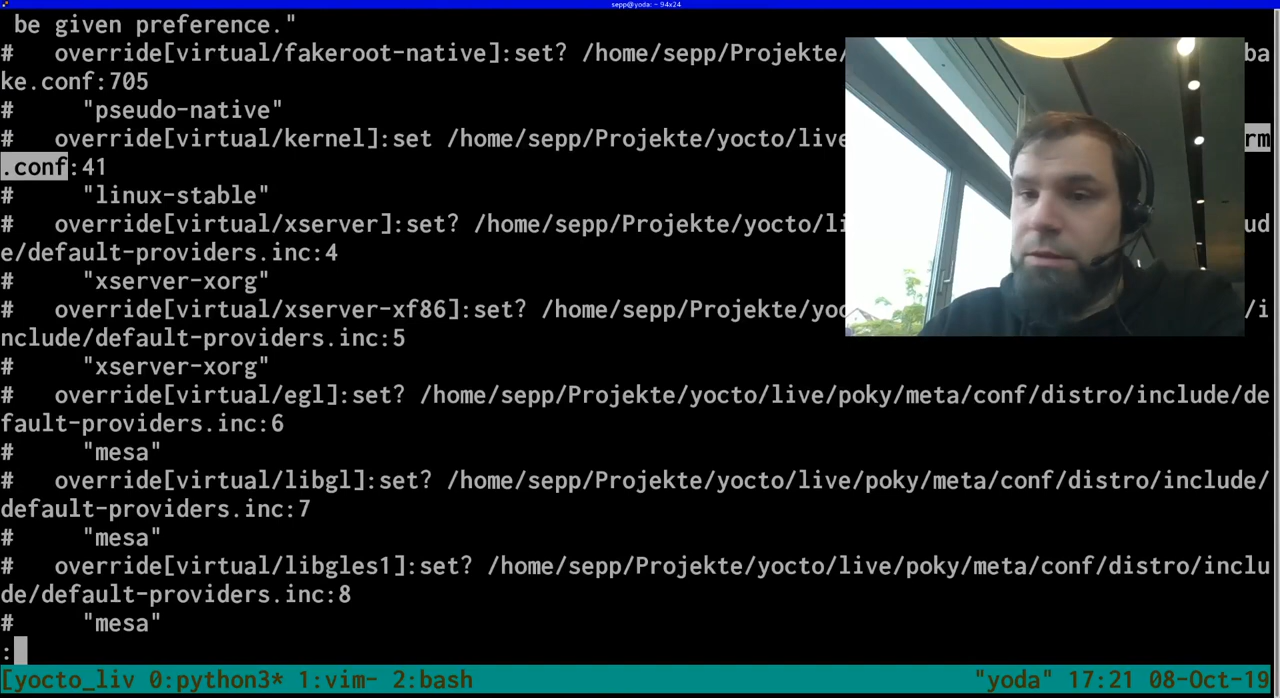 sepp@yoda: ~ 94x24
be given preference."
#   override[virtual/fakeroot-native]:set? /home/sepp/Projekte/ ba
ke.conf:705
#     "pseudo-native"
#   override[virtual/kernel]:set /home/sepp/Projekte/yocto/live rm
.conf:41
#     "linux-stable"
#   override[virtual/xserver]:set? /home/sepp/Projekte/yocto/li ud
e/default-providers.inc:4
#     "xserver-xorg"
#   override[virtual/xserver-xf86]:set? /home/sepp/Projekte/yoc /i
nclude/default-providers.inc:5
#     "xserver-xorg"
#   override[virtual/egl]:set? /home/sepp/Projekte/yocto/live/poky/meta/conf/distro/include/de
fault-providers.inc:6
#     "mesa"
#   override[virtual/libgl]:set? /home/sepp/Projekte/yocto/live/poky/meta/conf/distro/include/
default-providers.inc:7
#     "mesa"
#   override[virtual/libgles1]:set? /home/sepp/Projekte/yocto/live/poky/meta/conf/distro/inclu
de/default-providers.inc:8
#     "mesa"
:
[yocto_liv 0:python3* 1:vim- 2:bash "yoda" 17:21 08-Oct-19